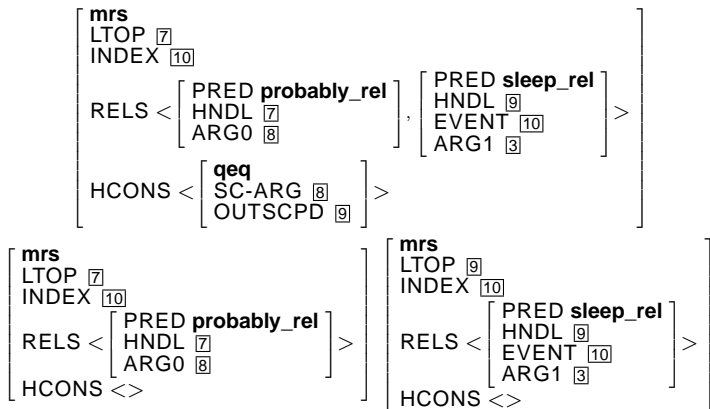 mrs
LTOP 7
INDEX 10
RELS < [ PRED probably_rel HNDL 7 ARG0 8 ] , [ PRED sleep_rel HNDL 9 EVENT 10 ARG1 3 ] >
HCONS < [ qeq SC-ARG 8 OUTSCPD 9 ] >
mrs
LTOP 7
INDEX 10
RELS < [ PRED probably_rel HNDL 7 ARG0 8 ] >
HCONS <>
mrs
LTOP 9
INDEX 10
RELS < [ PRED sleep_rel HNDL 9 EVENT 10 ARG1 3 ] >
HCONS <>